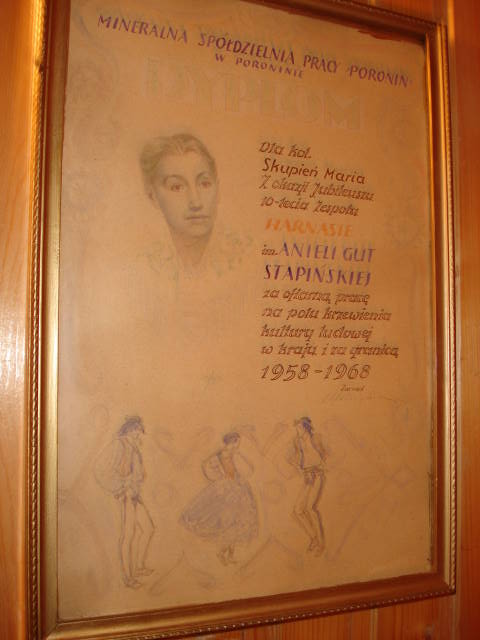 MINERALNA SPÓŁDZIELNIA PRACY "PORONIN"
W PORONINIE
DYPLOM
Dla kol.
Skupień Maria
Z okazji Jubileuszu
10-lecia Zespołu
HARNASIE
im. ANIELI GUT
STAPIŃSKIEJ
za ofiarną pracę
na polu krzewienia
kultury ludowej
w kraju i za granicą
1958-1968
Zarząd